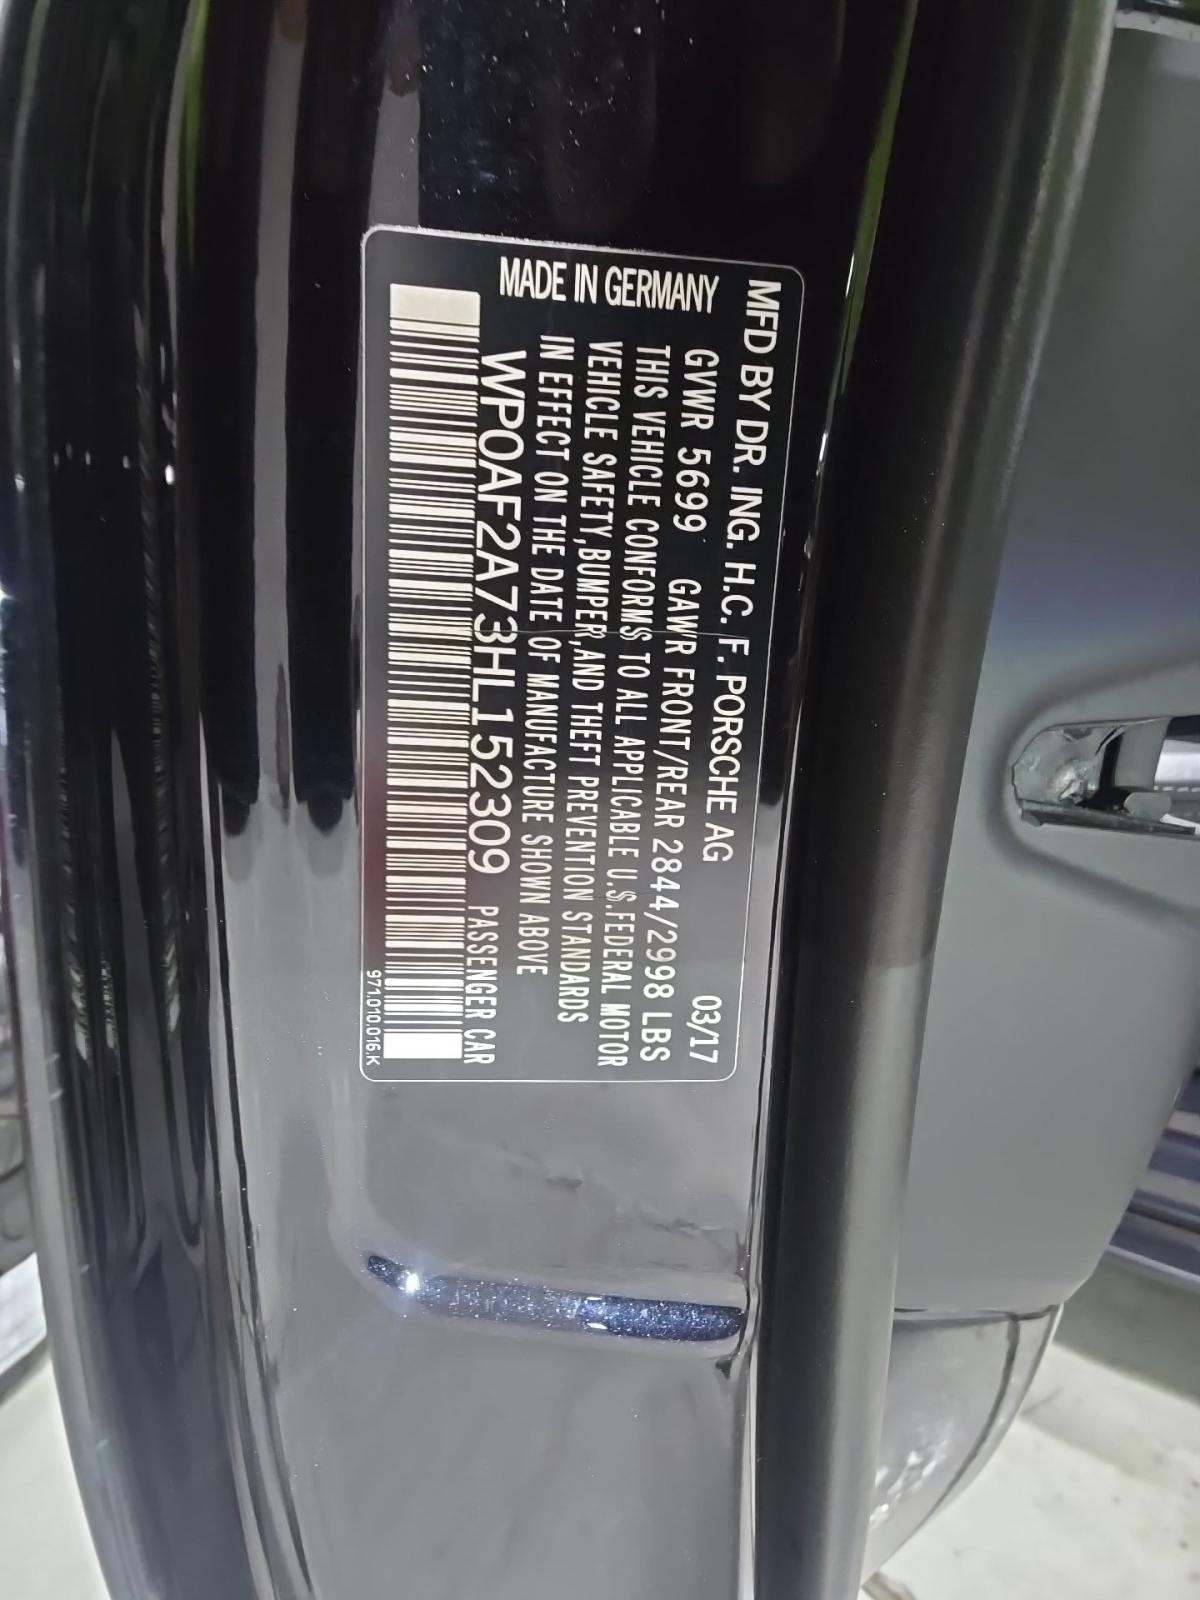 MFD BY DR. ING. H.C. F. PORSCHE AG 03/17
GVWR 5699 GAWR FRONT/REAR 2844/2998 LBS
THIS VEHICLE CONFORMS TO ALL APPLICABLE U.S.FEDERAL MOTOR
VEHICLE SAFETY,BUMPER,AND THEFT PREVENTION STANDARDS
IN EFFECT ON THE DATE OF MANUFACTURE SHOWN ABOVE
MADE IN GERMANY
WP0AF2A73HL152309 PASSENGER CAR
971.010.016.K